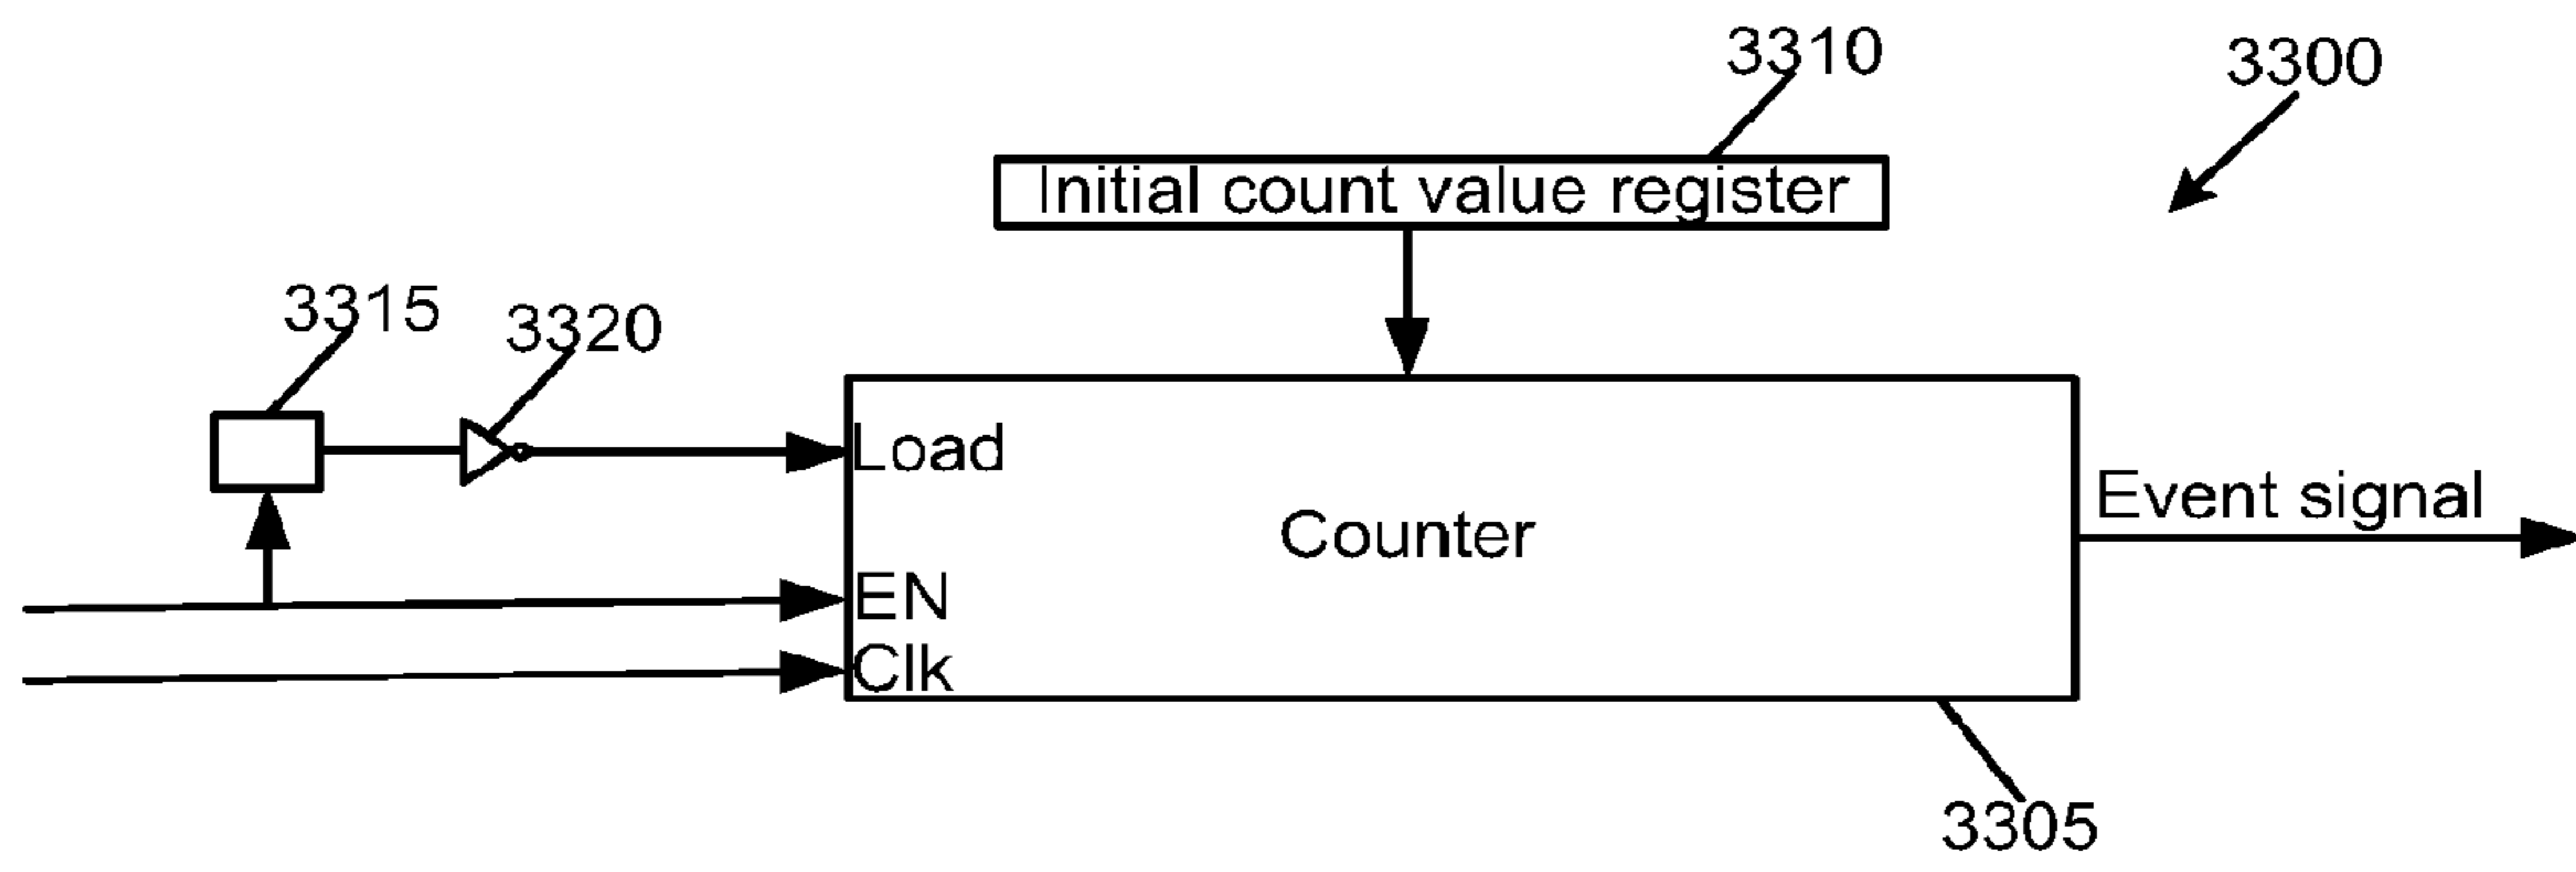 3310
3300
Initial count value register
3315
3320
Load
Event signal
Counter
EN
Clk
3305